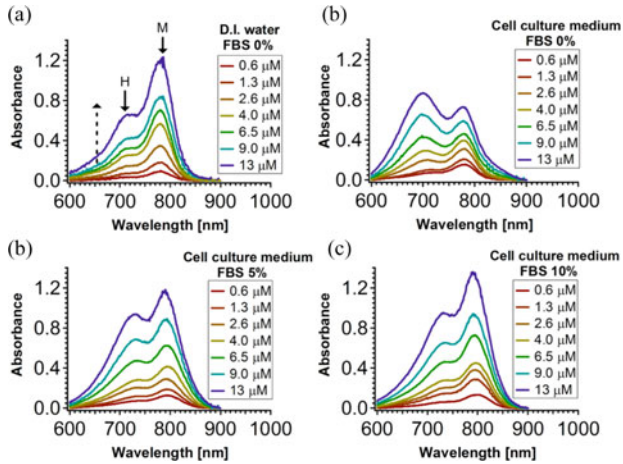 (a)
H
M
D.I. water
FBS 0%
0.6 μM
1.3 μM
2.6 μM
4.0 μM
6.5 μM
9.0 μM
13 μM
Absorbance
1.2
0.8
0.4
0.0
600 700 800 900 1000
Wavelength [nm]
(b)
Cell culture medium
FBS 0%
0.6 μM
1.3 μM
2.6 μM
4.0 μM
6.5 μM
9.0 μM
13 μM
Absorbance
1.2
0.8
0.4
0.0
600 700 800 900 1000
Wavelength [nm]
(b)
Cell culture medium
FBS 5%
0.6 μM
1.3 μM
2.6 μM
4.0 μM
6.5 μM
9.0 μM
13 μM
Absorbance
1.2
0.8
0.4
0.0
600 700 800 900 1000
Wavelength [nm]
(c)
Cell culture medium
FBS 10%
0.6 μM
1.3 μM
2.6 μM
4.0 μM
6.5 μM
9.0 μM
13 μM
Absorbance
1.2
0.8
0.4
0.0
600 700 800 900 1000
Wavelength [nm]